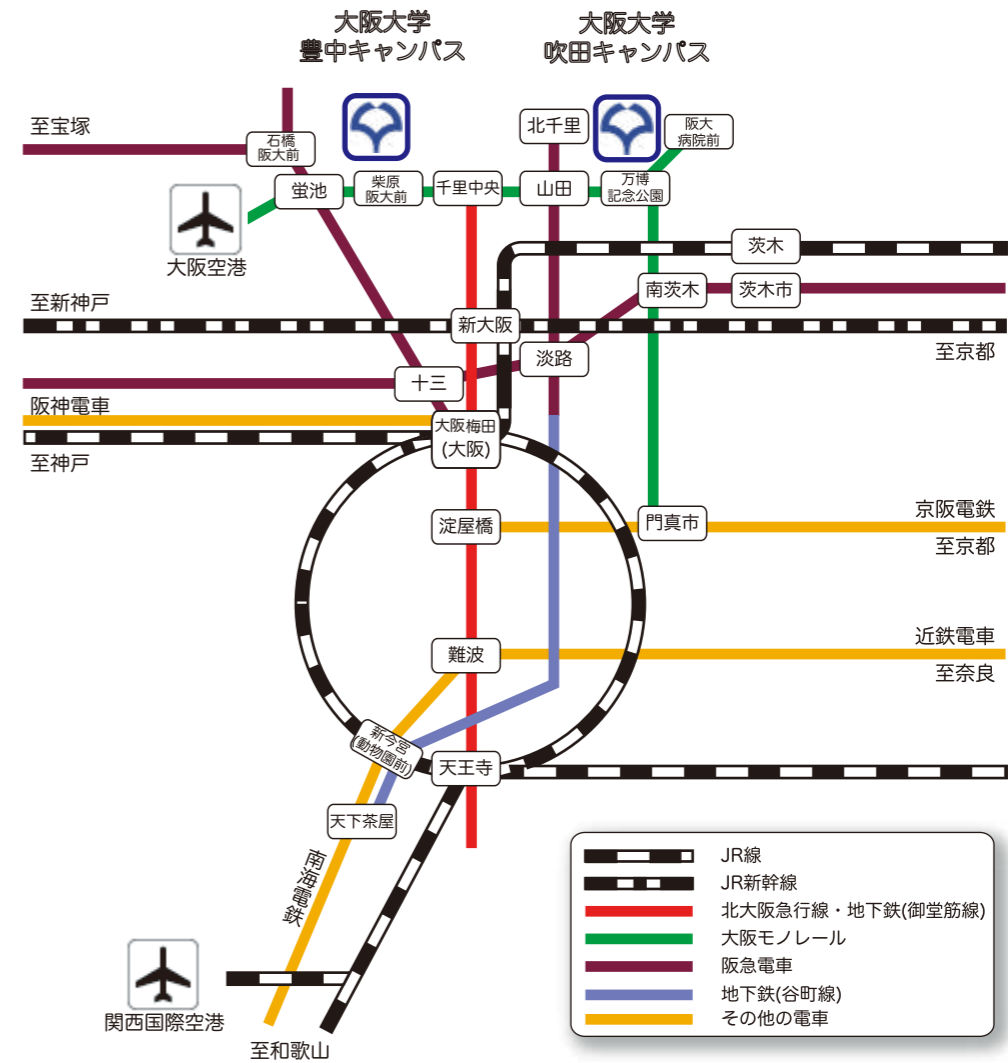 大阪大学
豊中キャンパス
大阪大学
吹田キャンパス
至宝塚
石橋
阪大前
北千里
阪大
病院前
蛍池
柴原
阪大前
千里中央
山田
万博
記念公園
大阪空港
茨木
至新神戸
南茨木
茨木市
新大阪
至京都
淡路
十三
阪神電車
大阪梅田
(大阪)
至神戸
京阪電鉄
淀屋橋
門真市
至京都
近鉄電車
難波
至奈良
新今宮
(動物園前)
天王寺
天下茶屋
南海電鉄
関西国際空港
至和歌山
JR線
JR新幹線
北大阪急行線・地下鉄(御堂筋線)
大阪モノレール
阪急電車
地下鉄(谷町線)
その他の電車